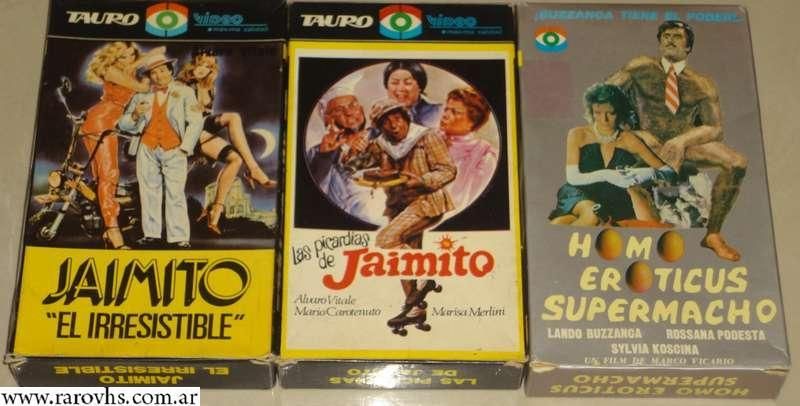 TAURO VIDEO
máxima calidad
JAIMITO
"EL IRRESISTIBLE"
JAIMITO
EL IRRESISTIBLE
TAURO VIDEO
máxima calidad
Las picardías
de
Jaimito
Alvaro Vitale
Mario Carotenuto Marisa Merlini
LAS PICARDIAS
DE JAIMITO
¡BUZZANGA TIENE EL PODER!
HOMO
EROTICUS
SUPERMACHO
LANDO BUZZANGA ROSSANA PODESTA
SYLVIA KOSCINA
UN FILM DE MARCO VICARIO
HOMO EROTICUS
SUPERMACHO
www.rarovhs.com.ar